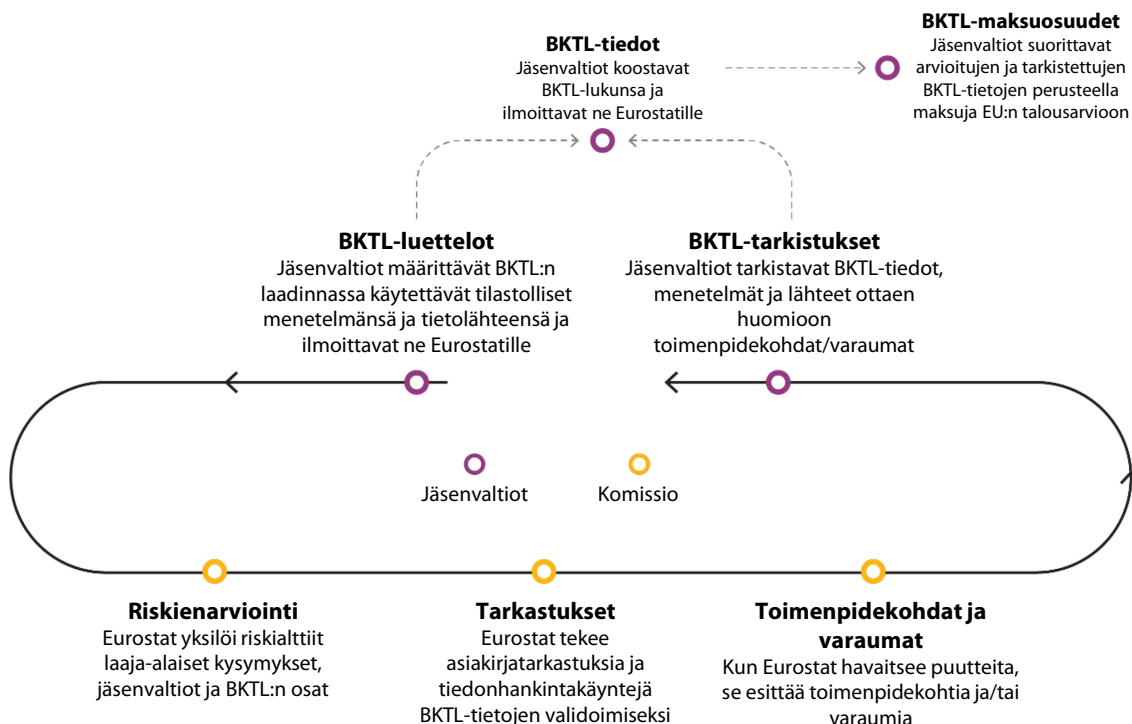 BKTL-maksuosuudet
Jäsenvaltiot suorittavat
arvioitujen ja tarkistettujen
BKTL-tietojen perusteella
maksuja EU:n talousarvioon
BKTL-tiedot
Jäsenvaltiot koostavat
BKTL-lukunsa ja
ilmoittavat ne Eurostatille
BKTL-luettelot
Jäsenvaltiot määrittävät BKTL:n
laadinnassa käytettävät tilastolliset
menetelmänsä ja tietolähteensä ja
ilmoittavat ne Eurostatille
BKTL-tarkistukset
Jäsenvaltiot tarkistavat BKTL-tiedot,
menetelmät ja lähteet ottaen
huomioon
toimenpidekohdat/varaumat
Jäsenvaltiot
Komissio
Riskienarviointi
Eurostat yksilöi riskialttiit
laaja-alaiset kysymykset,
jäsenvaltiot ja BKTL:n osat
Tarkastukset
Eurostat tekee
asiakirjatarkastuksia ja
tiedonhankintakäyntejä
BKTL-tietojen validoimiseksi
Toimenpidekohdat ja
varaumat
Kun Eurostat havaitsee puutteita,
se esittää toimenpidekohtia ja/tai
varaumia